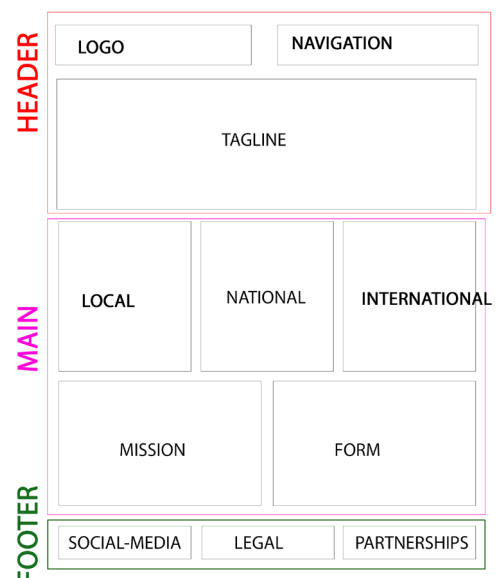 HEADER
LOGO
NAVIGATION
TAGLINE
MAIN
LOCAL
NATIONAL
INTERNATIONAL
MISSION
FORM
FOOTER
SOCIAL-MEDIA
LEGAL
PARTNERSHIPS